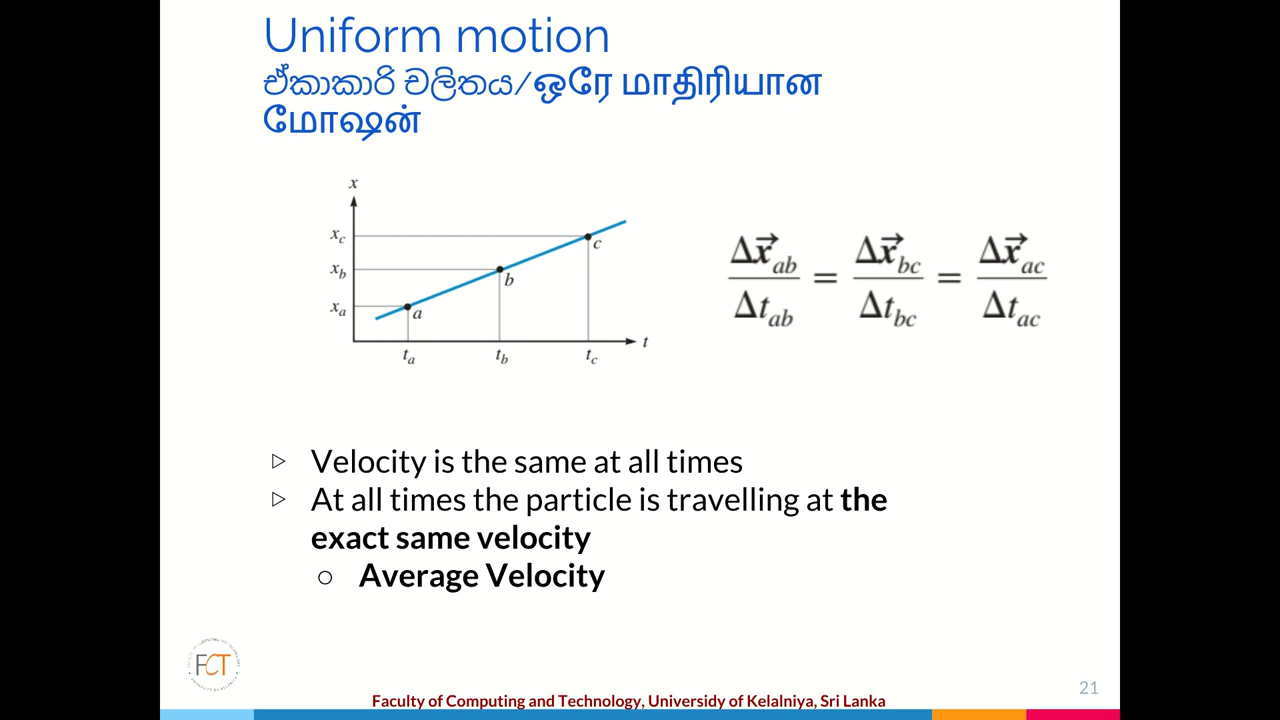 Uniform motion
ඒකාකාරි චලිතය/ஒரே மாதிரியான
மோஷன்
x
x_c
x_b
x_a
a
b
c
t
t_a
t_b
t_c
Δx⃗_ab / Δt_ab = Δx⃗_bc / Δt_bc = Δx⃗_ac / Δt_ac
▷ Velocity is the same at all times
▷ At all times the particle is travelling at the
exact same velocity
○ Average Velocity
FCT
21
Faculty of Computing and Technology, Universidy of Kelalniya, Sri Lanka